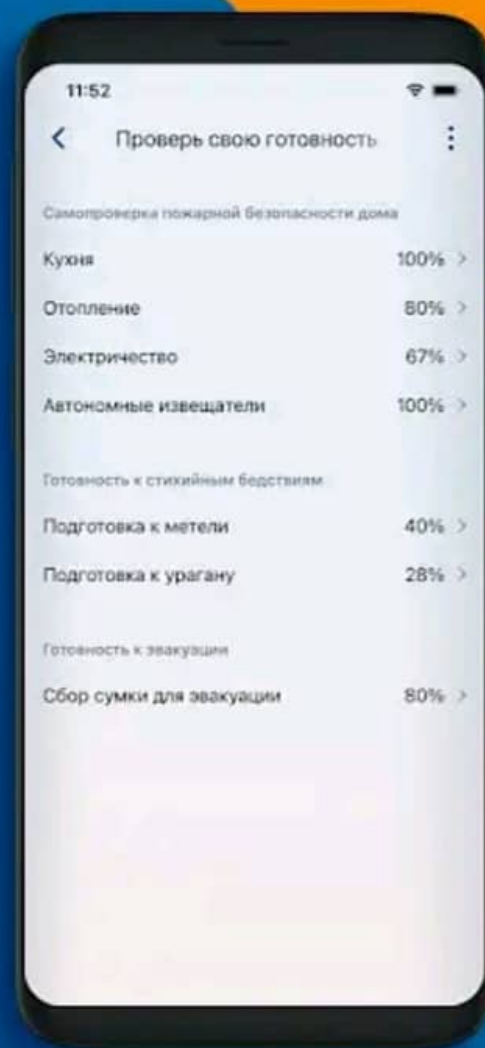 11:52
Проверь свою готовность
Самопроверка пожарной безопасности дома
Кухня 100%
Отопление 80%
Электричество 67%
Автономные извещатели 100%
Готовность к стихийным бедствиям
Подготовка к метели 40%
Подготовка к урагану 28%
Готовность к эвакуации
Сбор сумки для эвакуации 80%